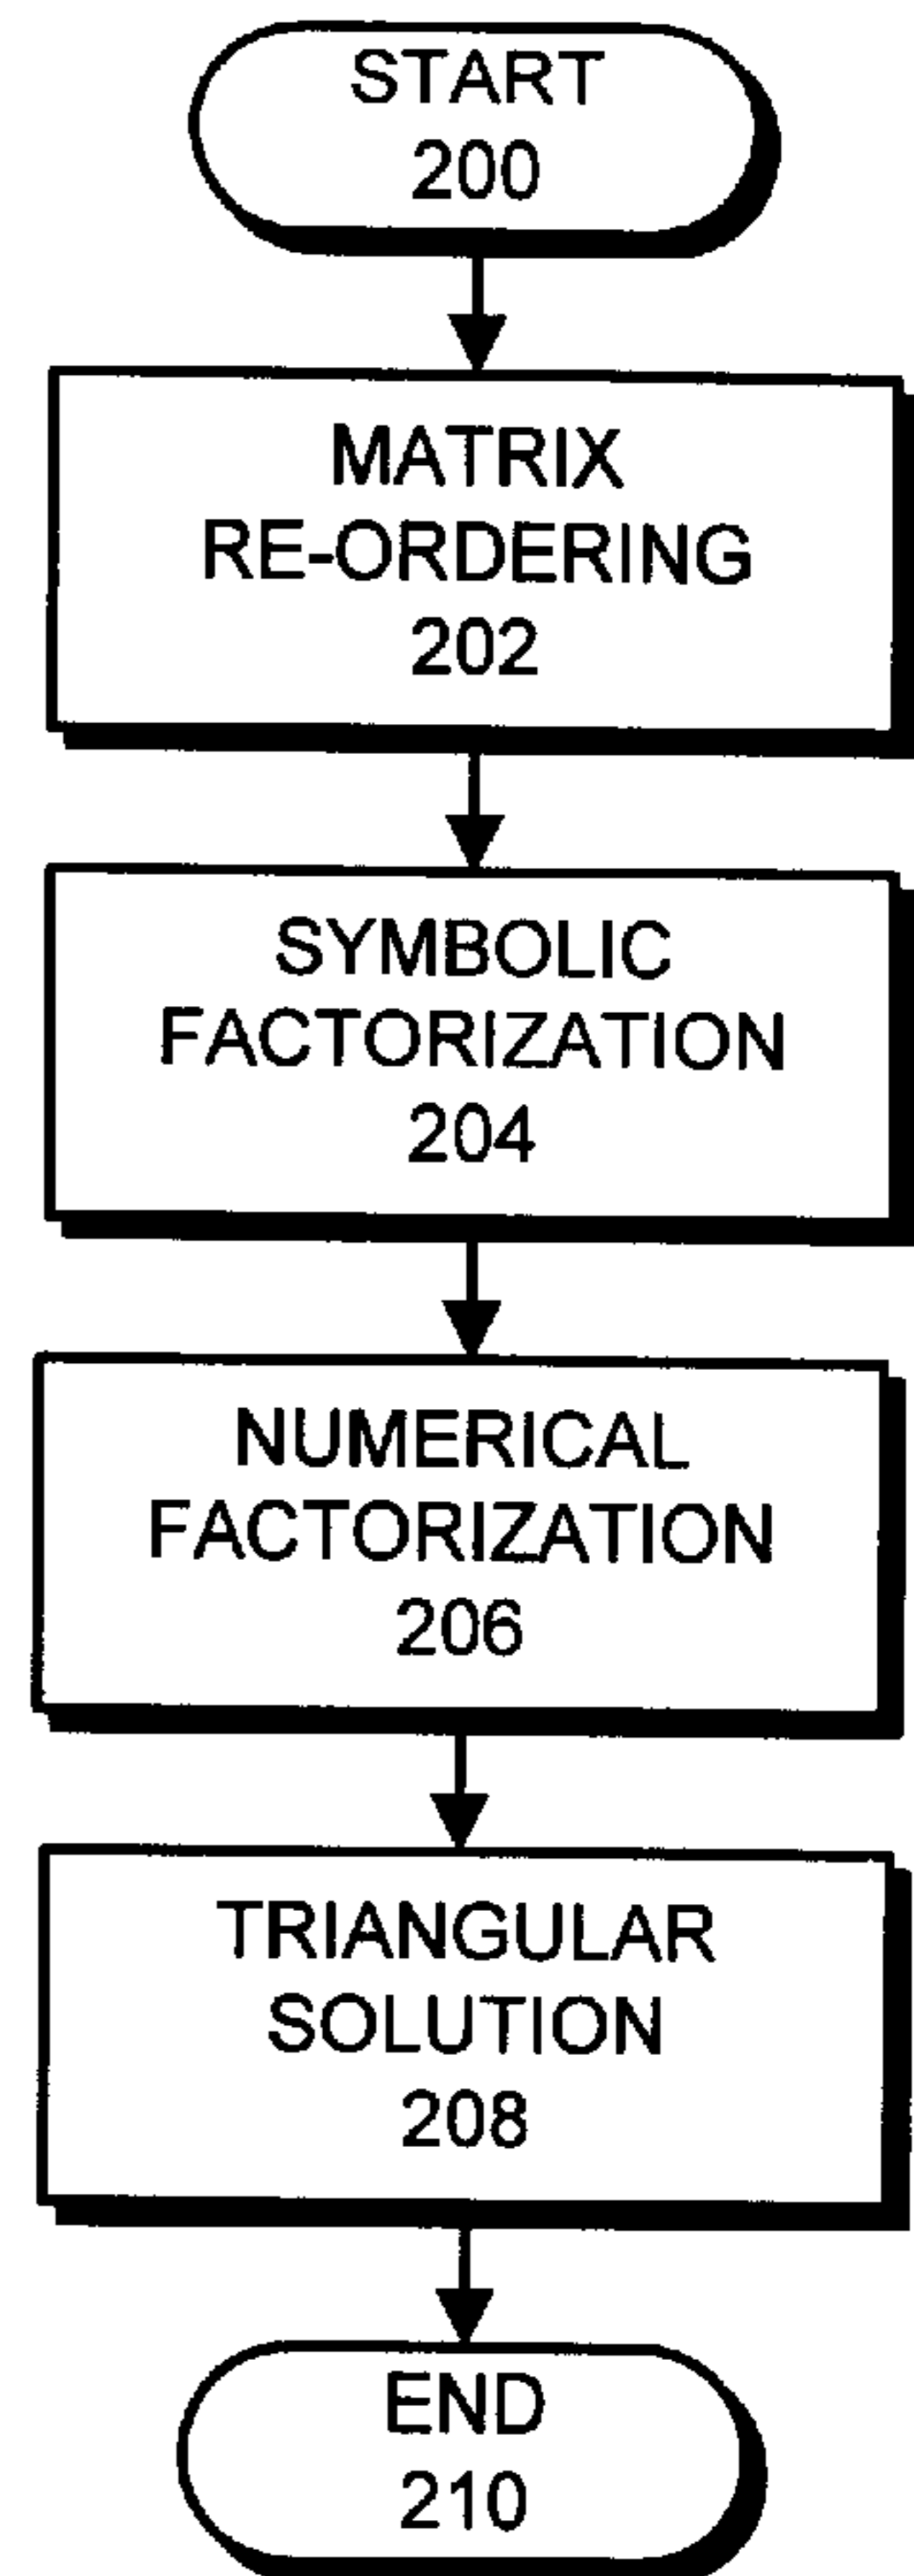 START
200
MATRIX
RE-ORDERING
202
SYMBOLIC
FACTORIZATION
204
NUMERICAL
FACTORIZATION
206
TRIANGULAR
SOLUTION
208
END
210